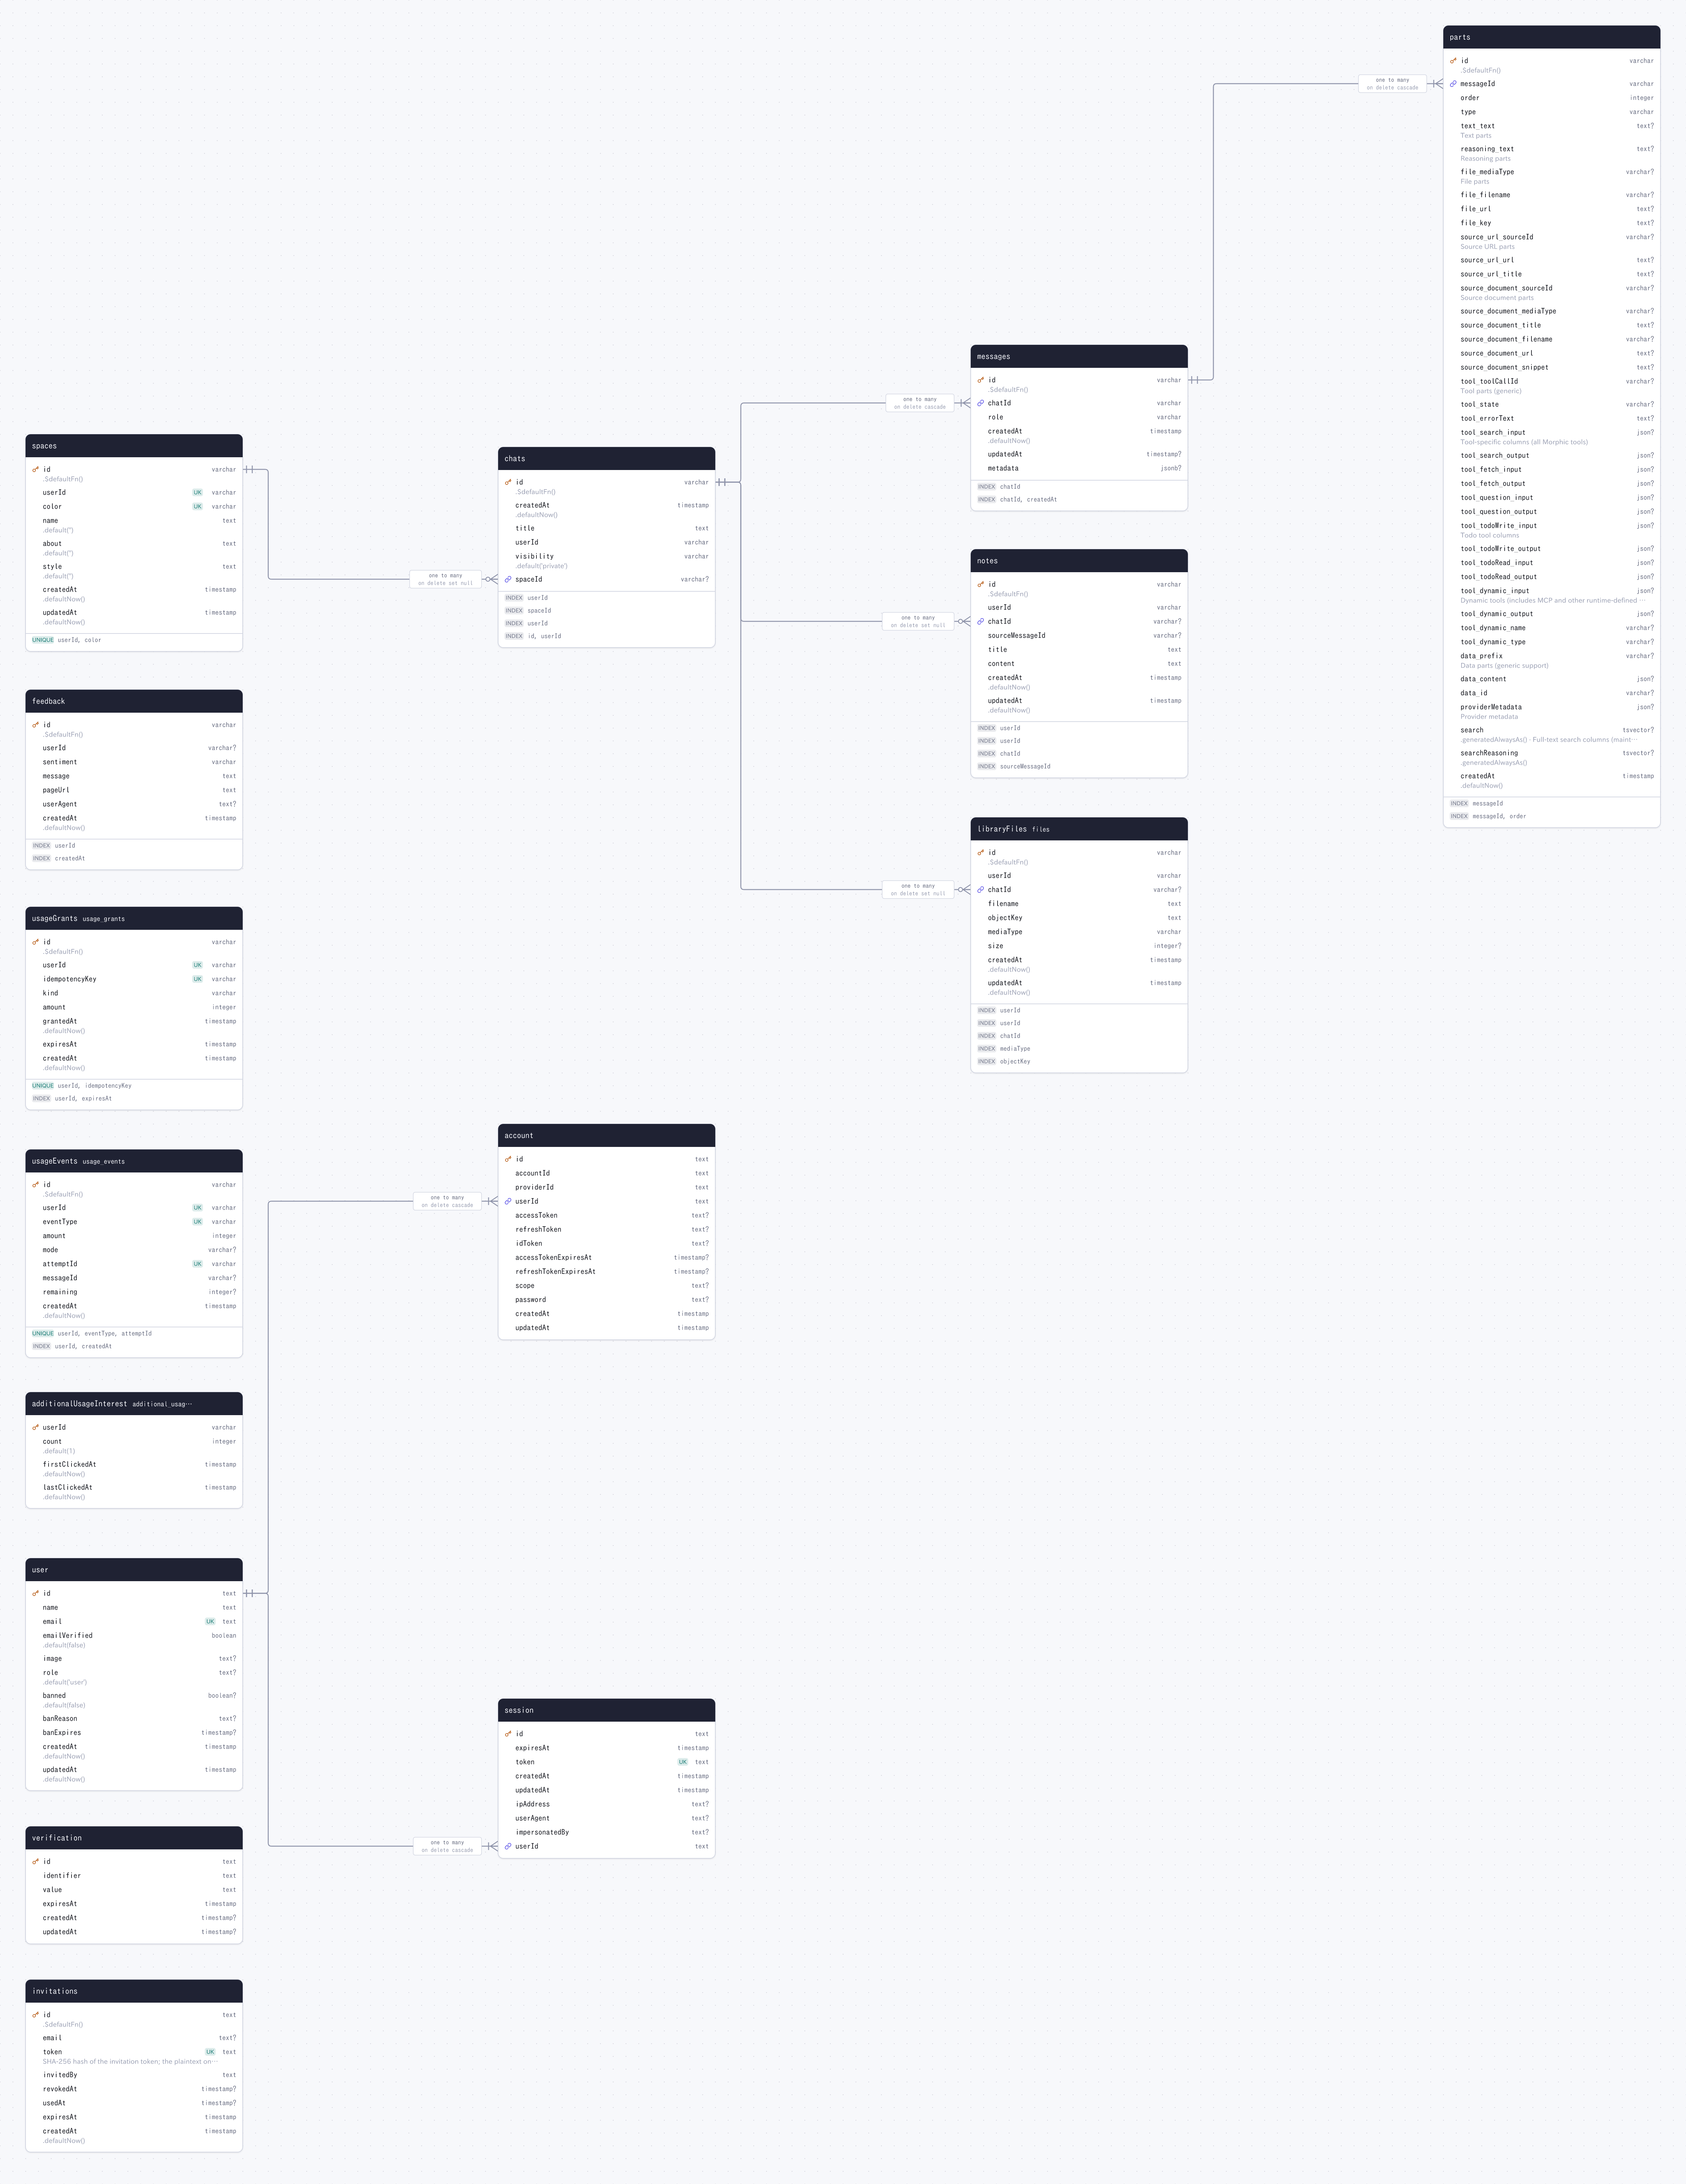 spaces
id varchar
.$defaultFn()
userId UK varchar
color UK varchar
name text
.default('')
about text
.default('')
style text
.default('')
createdAt timestamp
.defaultNow()
updatedAt timestamp
.defaultNow()
UNIQUE userId, color
feedback
id varchar
.$defaultFn()
userId varchar?
sentiment varchar
message text
pageUrl text
userAgent text?
createdAt timestamp
.defaultNow()
INDEX userId
INDEX createdAt
usageGrants usage_grants
id varchar
.$defaultFn()
userId UK varchar
idempotencyKey UK varchar
kind varchar
amount integer
grantedAt timestamp
.defaultNow()
expiresAt timestamp
createdAt timestamp
.defaultNow()
UNIQUE userId, idempotencyKey
INDEX userId, expiresAt
usageEvents usage_events
id varchar
.$defaultFn()
userId UK varchar
eventType UK varchar
amount integer
mode varchar?
attemptId UK varchar
messageId varchar?
remaining integer?
createdAt timestamp
.defaultNow()
UNIQUE userId, eventType, attemptId
INDEX userId, createdAt
additionalUsageInterest additional_usag…
userId varchar
count integer
.default(1)
firstClickedAt timestamp
.defaultNow()
lastClickedAt timestamp
.defaultNow()
user
id text
name text
email UK text
emailVerified boolean
.default(false)
image text?
role text?
.default('user')
banned boolean?
.default(false)
banReason text?
banExpires timestamp?
createdAt timestamp
.defaultNow()
updatedAt timestamp
.defaultNow()
verification
id text
identifier text
value text
expiresAt timestamp
createdAt timestamp?
updatedAt timestamp?
invitations
id text
.$defaultFn()
email text?
token UK text
SHA-256 hash of the invitation token; the plaintext on…
invitedBy text
revokedAt timestamp?
usedAt timestamp?
expiresAt timestamp
createdAt timestamp
.defaultNow()
one to many
on delete set null
chats
id varchar
.$defaultFn()
createdAt timestamp
.defaultNow()
title text
userId varchar
visibility varchar
.default('private')
spaceId varchar?
INDEX userId
INDEX spaceId
INDEX userId
INDEX id, userId
one to many
on delete cascade
account
id text
accountId text
providerId text
userId text
accessToken text?
refreshToken text?
idToken text?
accessTokenExpiresAt timestamp?
refreshTokenExpiresAt timestamp?
scope text?
password text?
createdAt timestamp
updatedAt timestamp
one to many
on delete cascade
session
id text
expiresAt timestamp
token UK text
createdAt timestamp
updatedAt timestamp
ipAddress text?
userAgent text?
impersonatedBy text?
userId text
one to many
on delete cascade
messages
id varchar
.$defaultFn()
chatId varchar
role varchar
createdAt timestamp
.defaultNow()
updatedAt timestamp?
metadata jsonb?
INDEX chatId
INDEX chatId, createdAt
one to many
on delete set null
notes
id varchar
.$defaultFn()
userId varchar
chatId varchar?
sourceMessageId varchar?
title text
content text
createdAt timestamp
.defaultNow()
updatedAt timestamp
.defaultNow()
INDEX userId
INDEX userId
INDEX chatId
INDEX sourceMessageId
one to many
on delete set null
libraryFiles files
id varchar
.$defaultFn()
userId varchar
chatId varchar?
filename text
objectKey text
mediaType varchar
size integer?
createdAt timestamp
.defaultNow()
updatedAt timestamp
.defaultNow()
INDEX userId
INDEX userId
INDEX chatId
INDEX mediaType
INDEX objectKey
one to many
on delete cascade
parts
id varchar
.$defaultFn()
messageId varchar
order integer
type varchar
text_text text?
Text parts
reasoning_text text?
Reasoning parts
file_mediaType varchar?
File parts
file_filename varchar?
file_url text?
file_key text?
source_url_sourceId varchar?
Source URL parts
source_url_url text?
source_url_title text?
source_document_sourceId varchar?
Source document parts
source_document_mediaType varchar?
source_document_title text?
source_document_filename varchar?
source_document_url text?
source_document_snippet text?
tool_toolCallId varchar?
Tool parts (generic)
tool_state varchar?
tool_errorText text?
tool_search_input json?
Tool-specific columns (all Morphic tools)
tool_search_output json?
tool_fetch_input json?
tool_fetch_output json?
tool_question_input json?
tool_question_output json?
tool_todoWrite_input json?
Todo tool columns
tool_todoWrite_output json?
tool_todoRead_input json?
tool_todoRead_output json?
tool_dynamic_input json?
Dynamic tools (includes MCP and other runtime-defined …
tool_dynamic_output json?
tool_dynamic_name varchar?
tool_dynamic_type varchar?
data_prefix varchar?
Data parts (generic support)
data_content json?
data_id varchar?
providerMetadata json?
Provider metadata
search tsvector?
.generatedAlwaysAs() · Full-text search columns (maint…
searchReasoning tsvector?
.generatedAlwaysAs()
createdAt timestamp
.defaultNow()
INDEX messageId
INDEX messageId, order